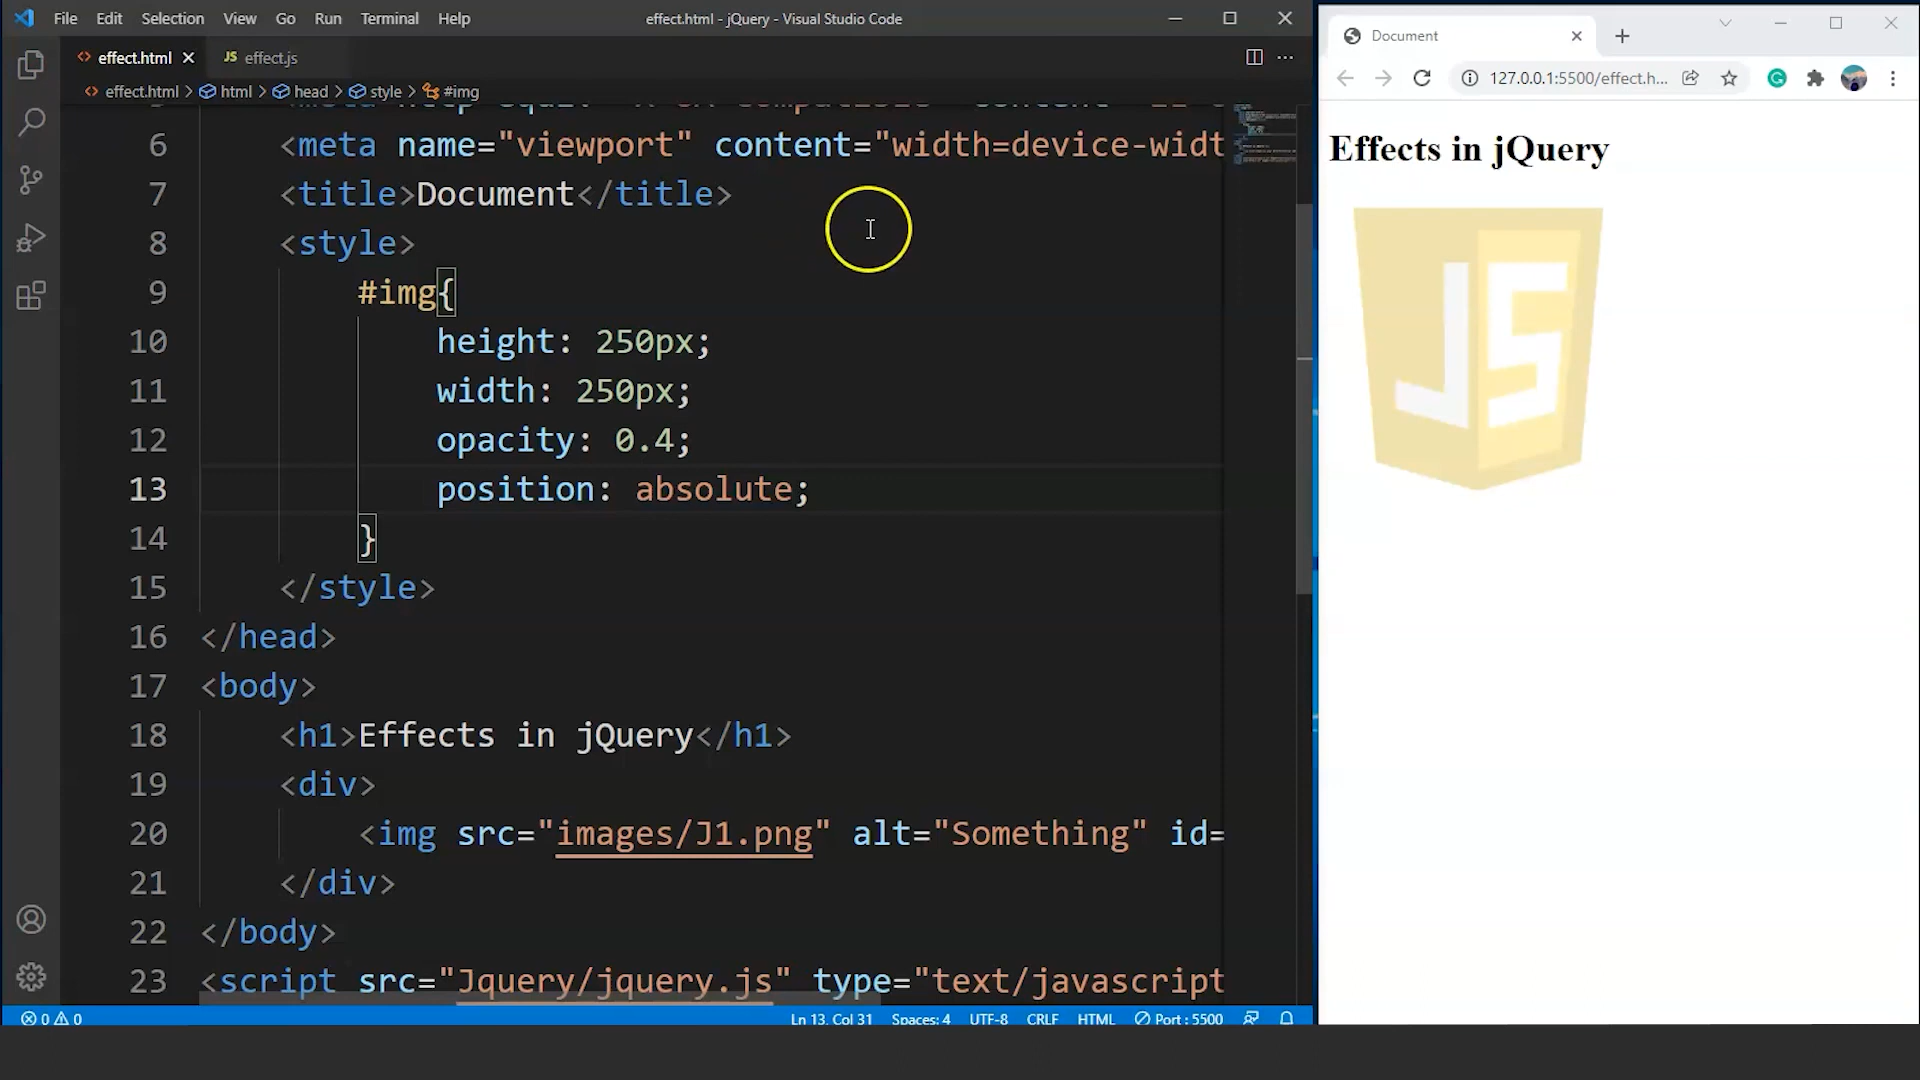 File Edit Selection View Go Run Terminal Help
effect.html - jQuery - Visual Studio Code
effect.html
JS effect.js
effect.html > html > head > style > #img
6 <meta name="viewport" content="width=device-widt
7 <title>Document</title>
8 <style>
9 #img{
10 height: 250px;
11 width: 250px;
12 opacity: 0.4;
13 position: absolute;
14 }
15 </style>
16 </head>
17 <body>
18 <h1>Effects in jQuery</h1>
19 <div>
20 <img src="images/J1.png" alt="Something" id=
21 </div>
22 </body>
23 <script src="Jquery/jquery.js" type="text/javascript
0 0
Ln 13, Col 31 Spaces: 4 UTF-8 CRLF HTML Port : 5500
Document
127.0.0.1:5500/effect.h...
Effects in jQuery
JS